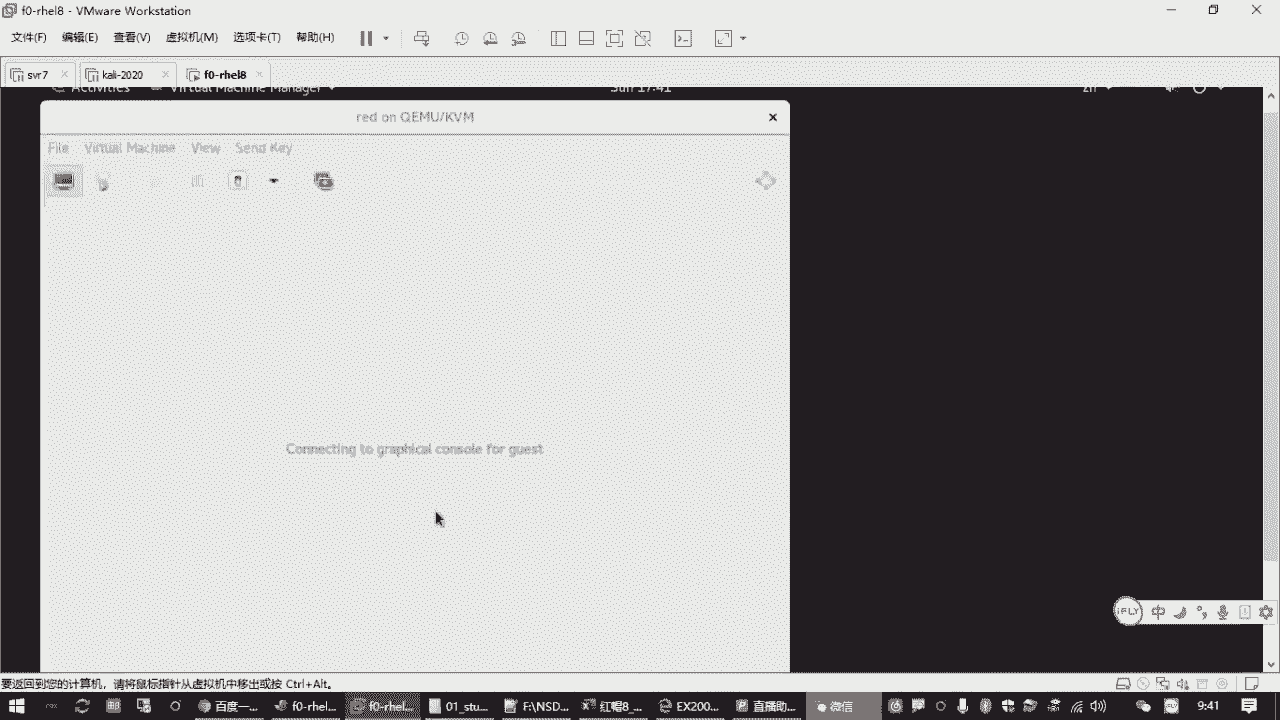 f0-rhel8 - VMware Workstation
文件(F) 编辑(E) 查看(V) 虚拟机(M) 选项卡(T) 帮助(H)
svr7 kali-2020 f0-rhel8
Activities Virtual Machine Manager Sun 17:41 zh
red on QEMU/KVM
File Virtual Machine View Send Key
Connecting to graphical console for guest
iFLY 中
要返回到您的计算机，请将鼠标指针从虚拟机中移出或按 Ctrl+Alt。
百度一... f0-rhel... f0-rhel... 01_stu... F:\NSD... 红帽8_... EX200... 直播助... 微信 9:41